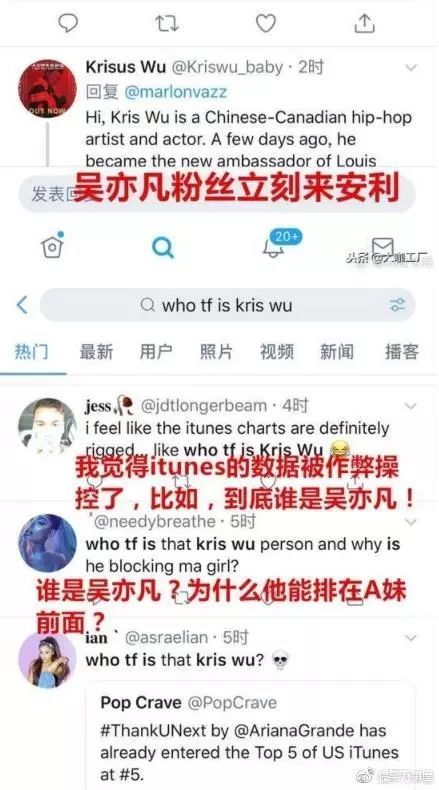 Krisus Wu @Kriswu_baby · 2时
回复 @marlonvazz
Hi, Kris Wu is a Chinese-Canadian hip-hop
artist and actor. A few days ago, he
became the new ambassador of Louis
吴亦凡粉丝立刻来安利
发表回
20+
头条 @大咖工厂
who tf is kris wu
热门 最新 用户 照片 视频 新闻 播客
jess🥀 @jdtlongerbeam · 4时
i feel like the itunes charts are definitely
rigged... like who tf is Kris Wu 😂
我觉得itunes的数据被作弊操
控了，比如，到底谁是吴亦凡！
@needybreathe · 5时
who tf is that kris wu person and why is
he blocking ma girl?
谁是吴亦凡？为什么他能排在A妹
前面？
ian ` @asraelian · 5时
who tf is that kris wu? 💀
Pop Crave @PopCrave
#ThankUNext by @ArianaGrande has
already entered the Top 5 of US iTunes
at #5.